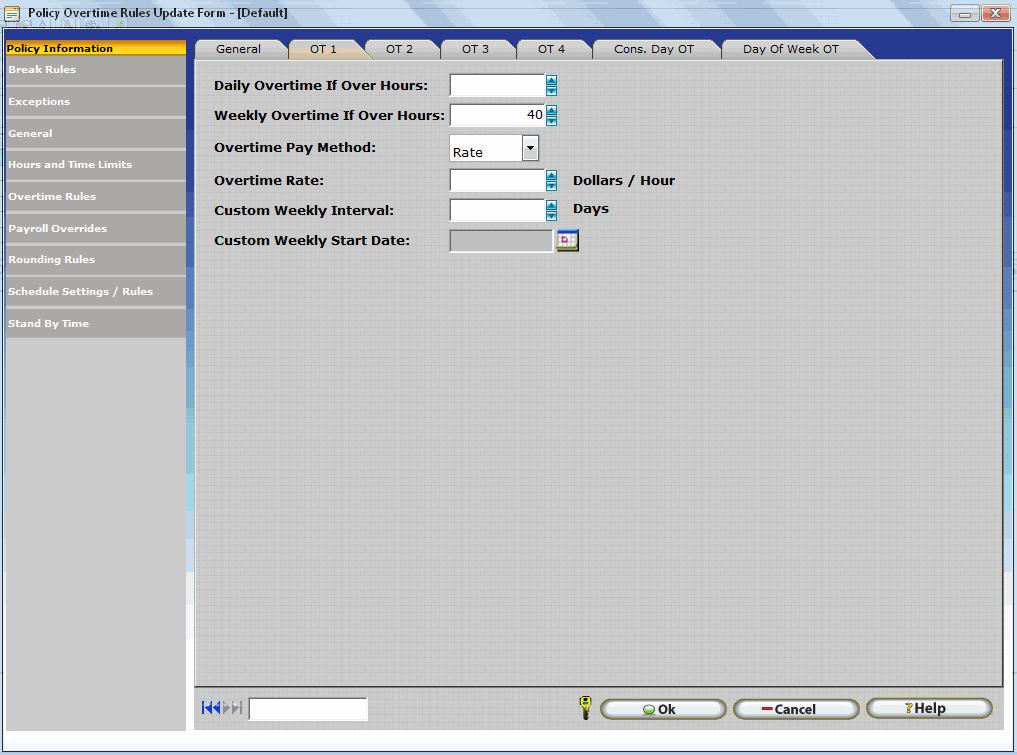 Policy Overtime Rules Update Form - [Default]
Policy Information
Break Rules
Exceptions
General
Hours and Time Limits
Overtime Rules
Payroll Overrides
Rounding Rules
Schedule Settings / Rules
Stand By Time
General OT 1 OT 2 OT 3 OT 4 Cons. Day OT Day Of Week OT
Daily Overtime If Over Hours:
Weekly Overtime If Over Hours: 40
Overtime Pay Method: Rate
Overtime Rate: Dollars / Hour
Custom Weekly Interval: Days
Custom Weekly Start Date:
Ok Cancel ?Help